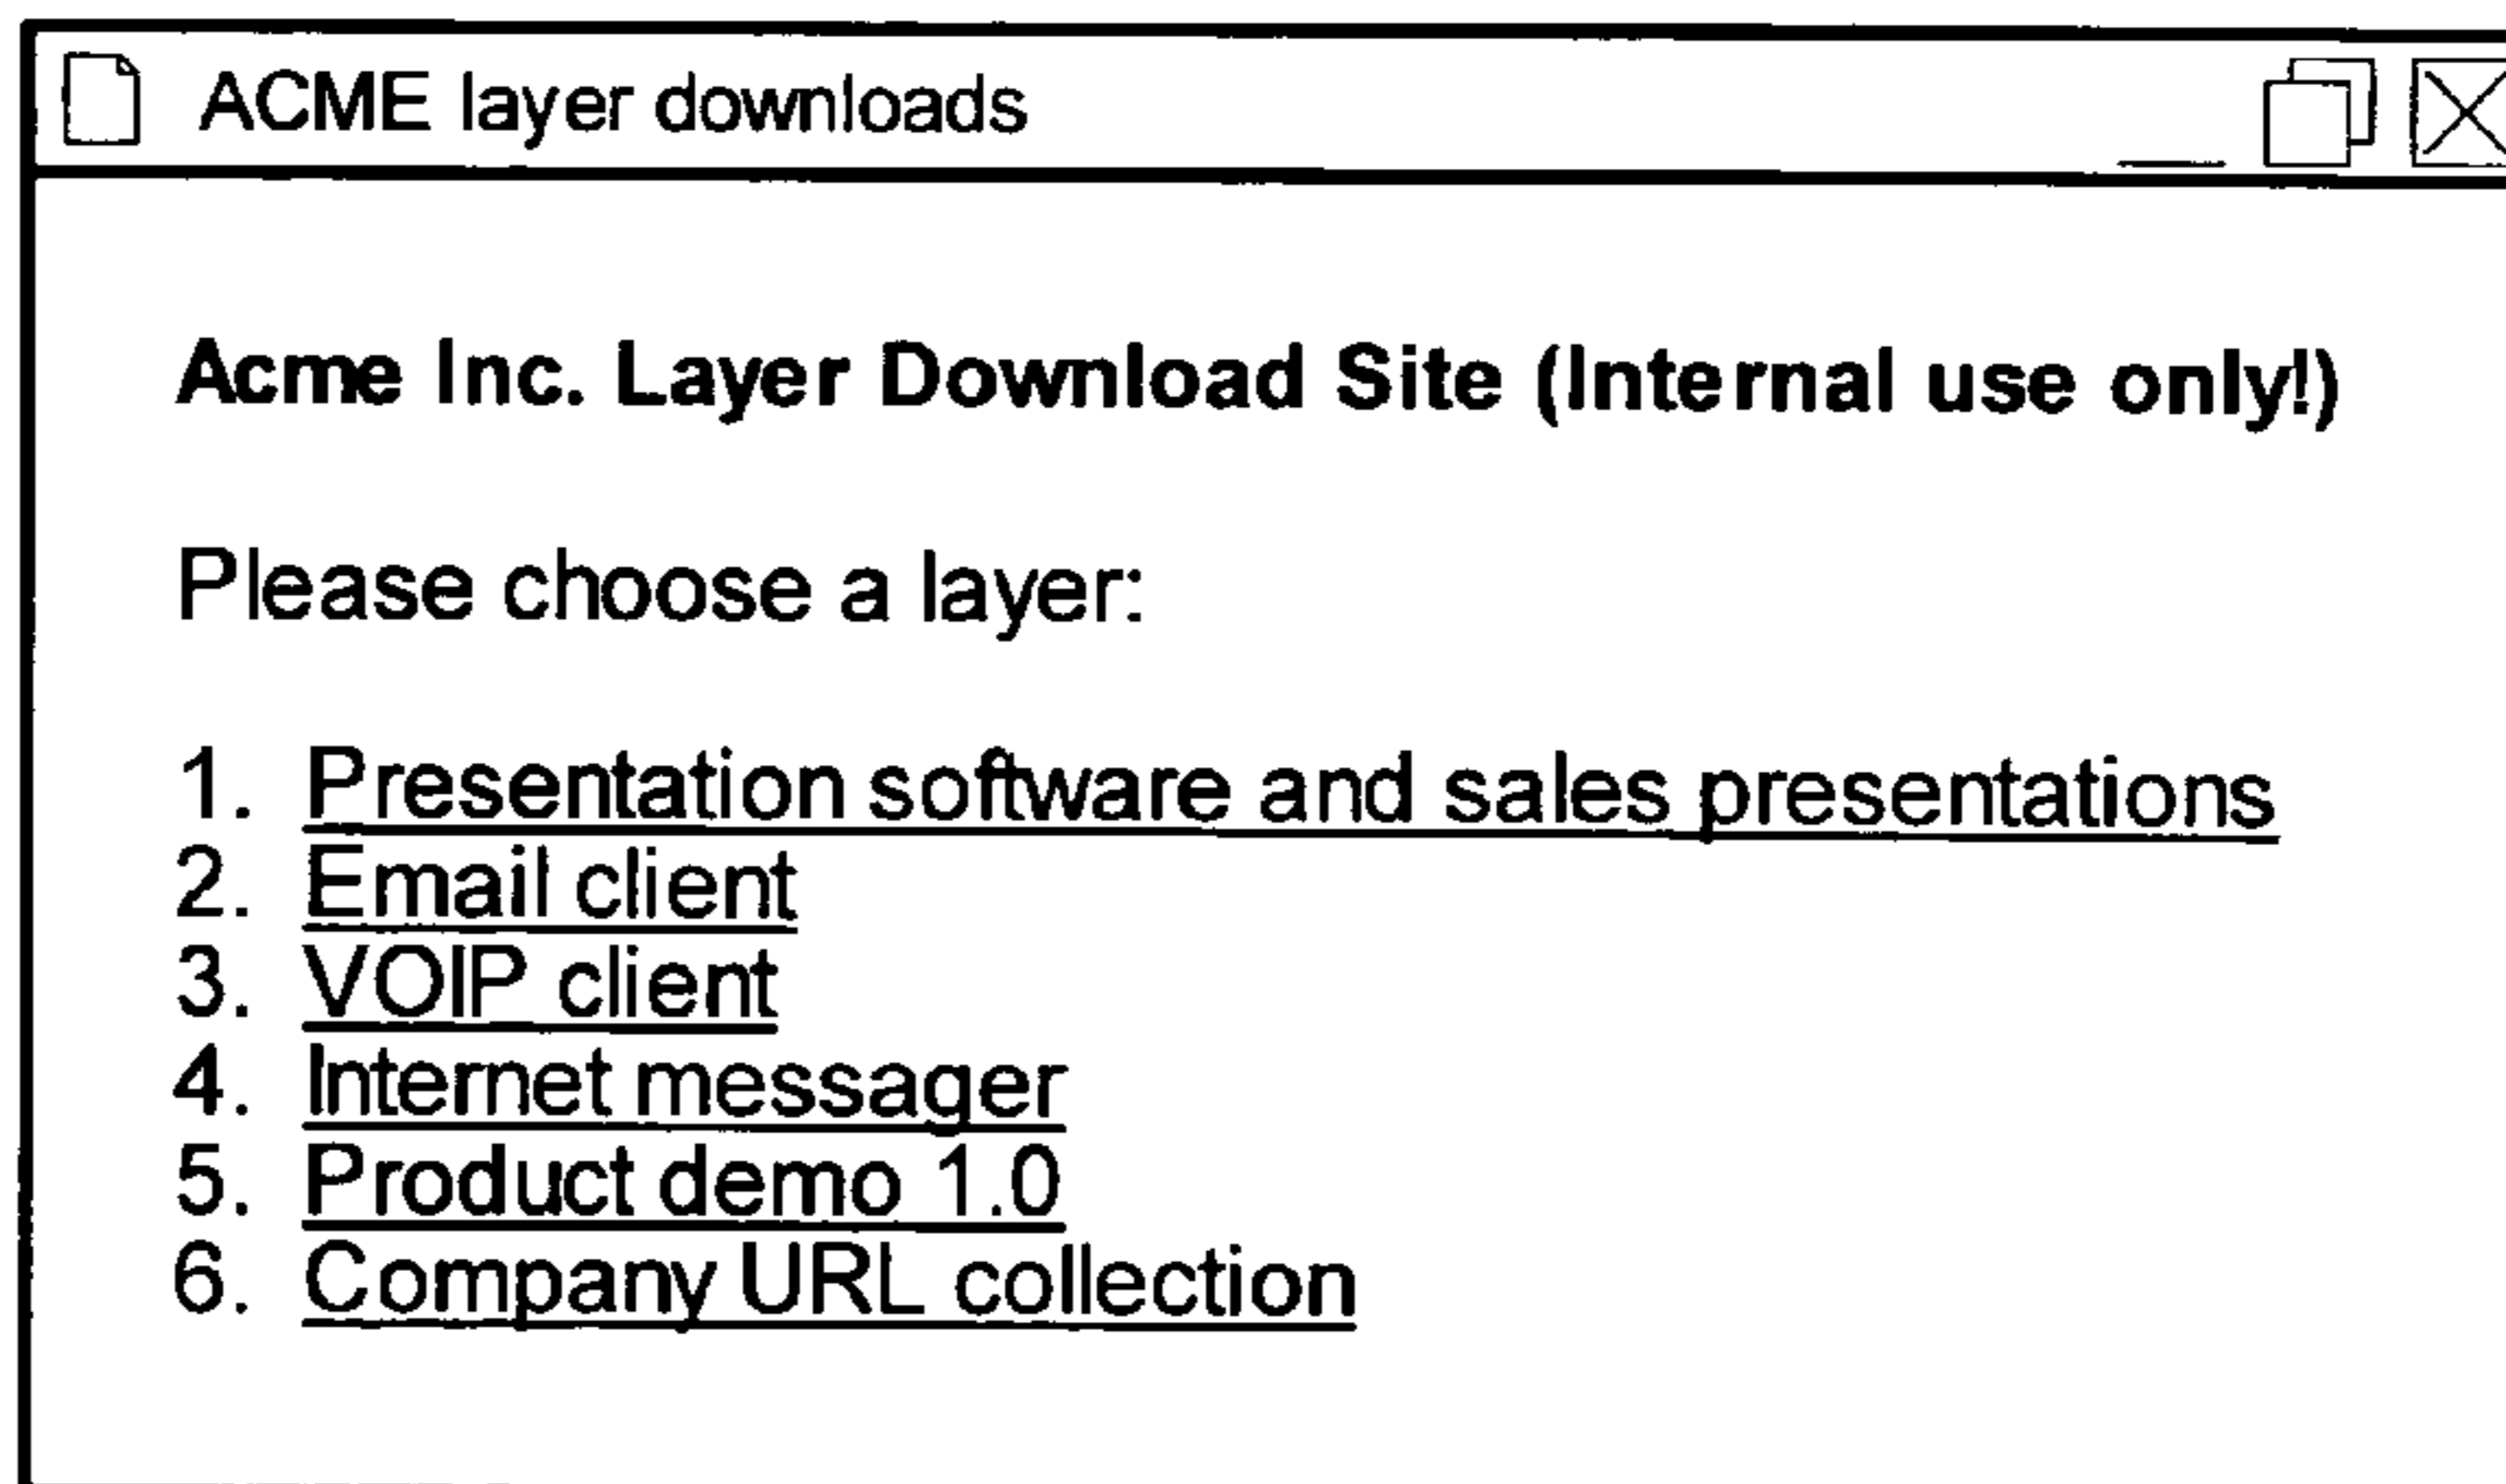 ACME layer downloads
Acme Inc. Layer Download Site (Internal use only!)
Please choose a layer:
1. Presentation software and sales presentations
2. Email client
3. VOIP client
4. Internet messager
5. Product demo 1.0
6. Company URL collection